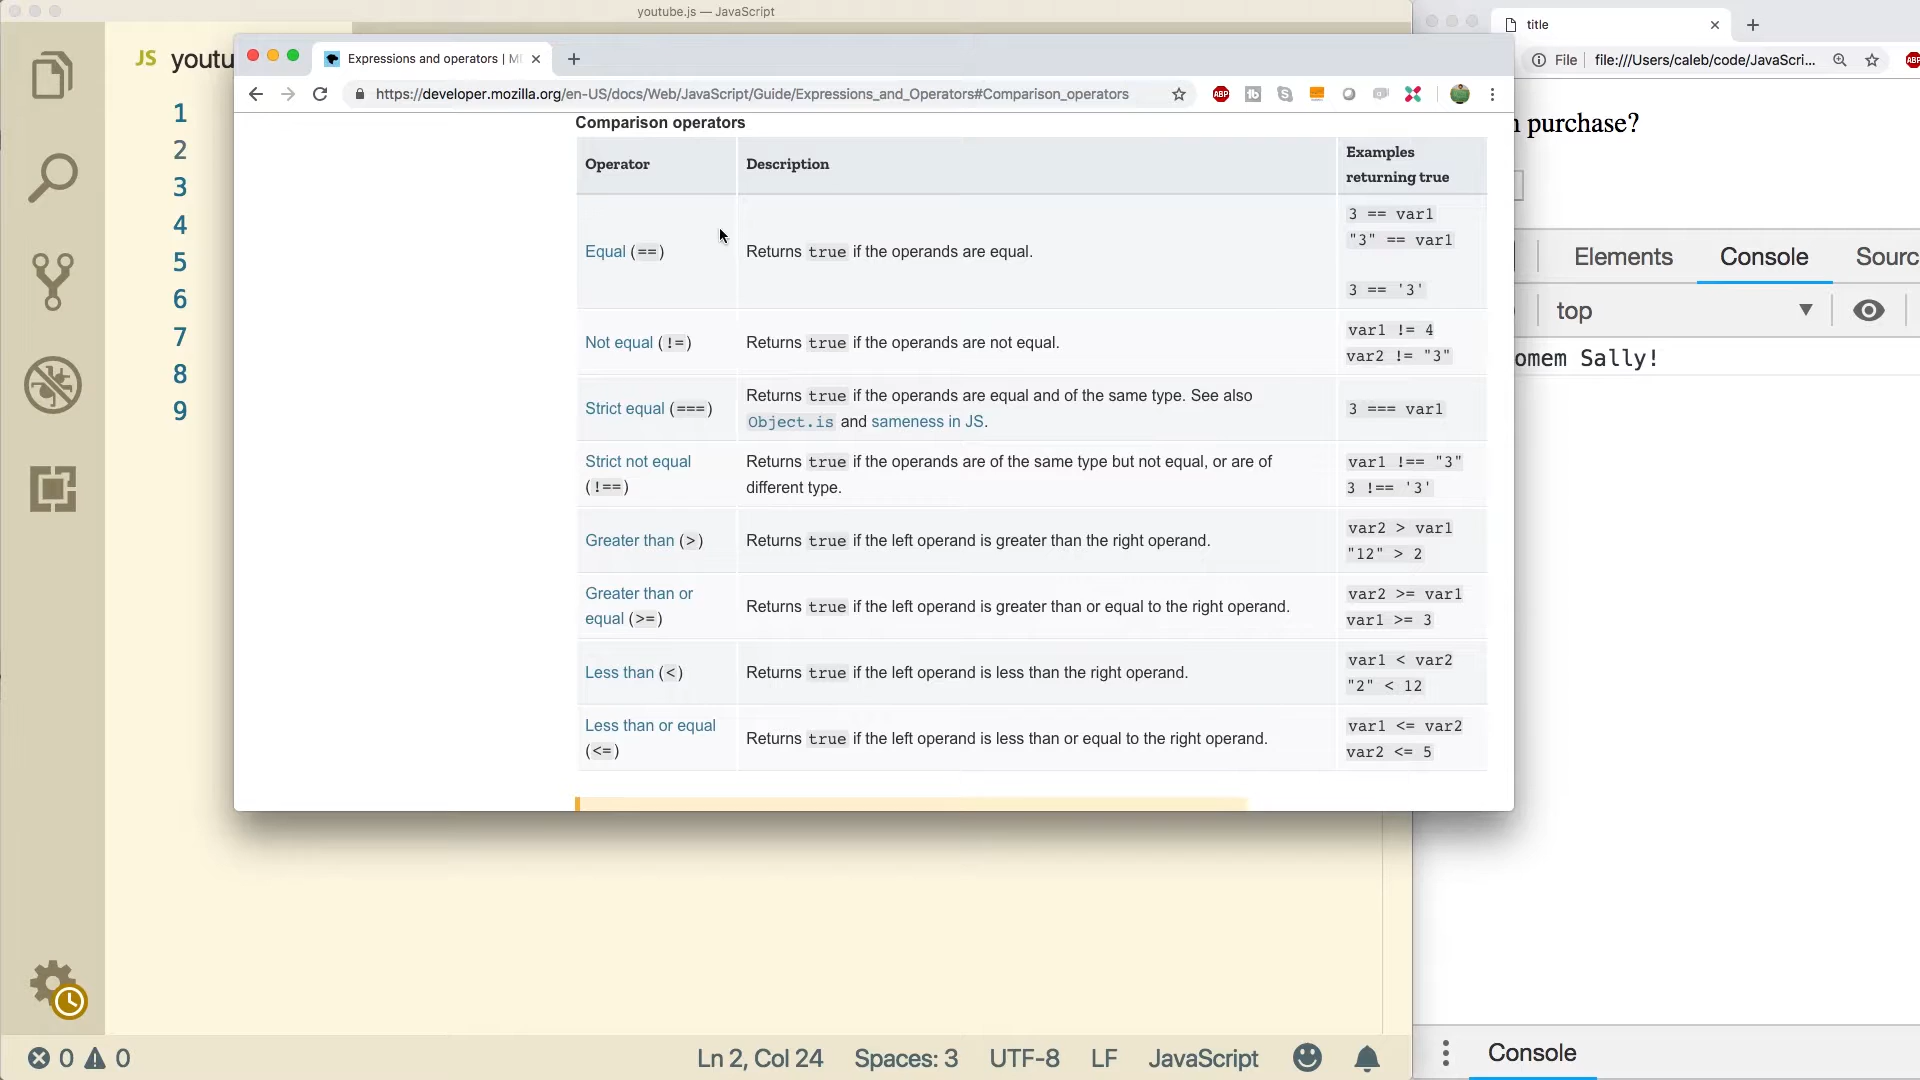 youtube.js — JavaScript
JS youtu
1
2
3
4
5
6
7
8
9
Expressions and operators | M
https://developer.mozilla.org/en-US/docs/Web/JavaScript/Guide/Expressions_and_Operators#Comparison_operators
ABP
Comparison operators
Operator
Description
Examples
returning true
Equal (==)
Returns true if the operands are equal.
3 == var1
"3" == var1
3 == '3'
Not equal (!=)
Returns true if the operands are not equal.
var1 != 4
var2 != "3"
Strict equal (===)
Returns true if the operands are equal and of the same type. See also
Object.is and sameness in JS.
3 === var1
Strict not equal
(!==)
Returns true if the operands are of the same type but not equal, or are of
different type.
var1 !== "3"
3 !== '3'
Greater than (>)
Returns true if the left operand is greater than the right operand.
var2 > var1
"12" > 2
Greater than or
equal (>=)
Returns true if the left operand is greater than or equal to the right operand.
var2 >= var1
var1 >= 3
Less than (<)
Returns true if the left operand is less than the right operand.
var1 < var2
"2" < 12
Less than or equal
(<=)
Returns true if the left operand is less than or equal to the right operand.
var1 <= var2
var2 <= 5
title
File file:///Users/caleb/code/JavaScri...
ABP
purchase?
Elements Console Sourc
top
omem Sally!
Console
0 0
Ln 2, Col 24 Spaces: 3 UTF-8 LF JavaScript